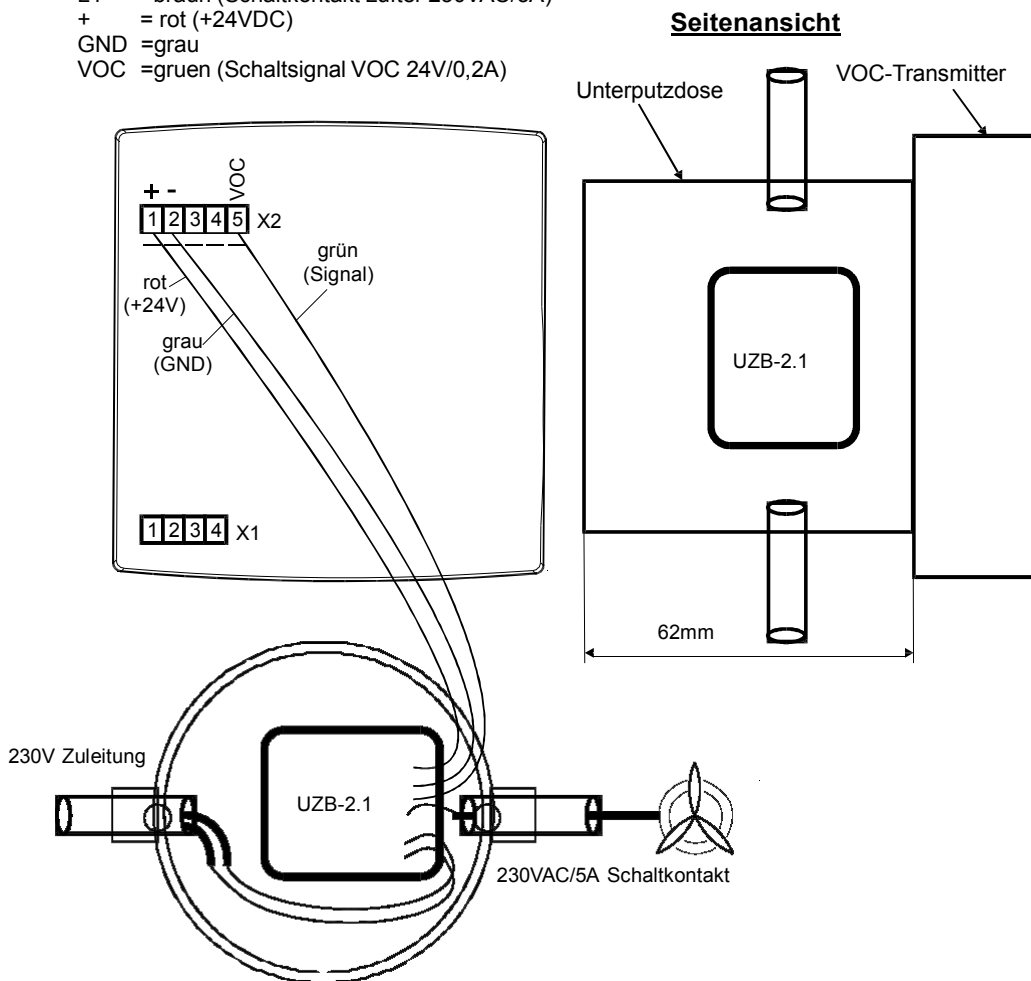 + = rot (+24VDC)
GND =grau
VOC =gruen (Schaltsignal VOC 24V/0,2A)
Seitenansicht
Unterputzdose
VOC-Transmitter
+ -
VOC
1 2 3 4 5 X2
rot
(+24V)
grau
(GND)
grün
(Signal)
1 2 3 4 X1
UZB-2.1
62mm
230V Zuleitung
UZB-2.1
230VAC/5A Schaltkontakt